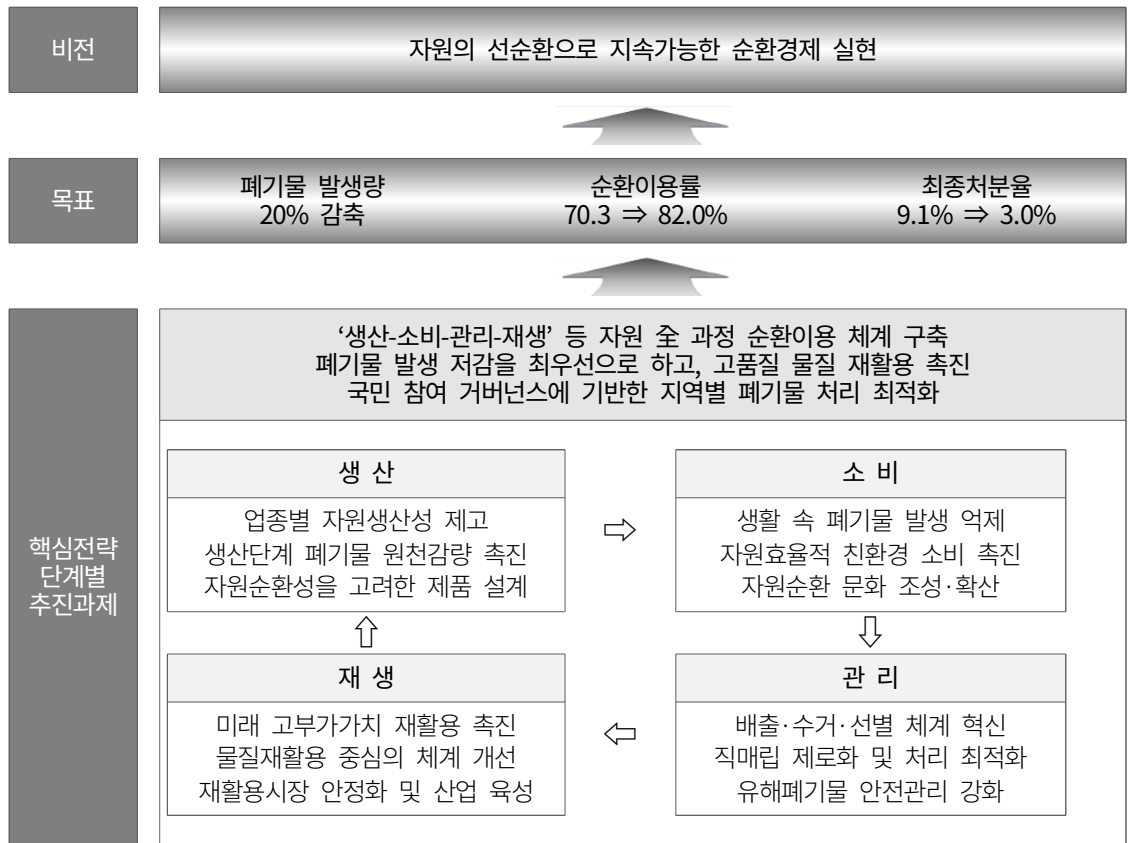 비전
자원의 선순환으로 지속가능한 순환경제 실현
목표
폐기물 발생량
20% 감축
순환이용률
70.3 ⇒ 82.0%
최종처분율
9.1% ⇒ 3.0%
핵심전략
단계별
추진과제
‘생산-소비-관리-재생’ 등 자원 全 과정 순환이용 체계 구축
폐기물 발생 저감을 최우선으로 하고, 고품질 물질 재활용 촉진
국민 참여 거버넌스에 기반한 지역별 폐기물 처리 최적화
생 산
업종별 자원생산성 제고
생산단계 폐기물 원천감량 촉진
자원순환성을 고려한 제품 설계
소 비
생활 속 폐기물 발생 억제
자원효율적 친환경 소비 촉진
자원순환 문화 조성·확산
재 생
미래 고부가가치 재활용 촉진
물질재활용 중심의 체계 개선
재활용시장 안정화 및 산업 육성
관 리
배출·수거·선별 체계 혁신
직매립 제로화 및 처리 최적화
유해폐기물 안전관리 강화